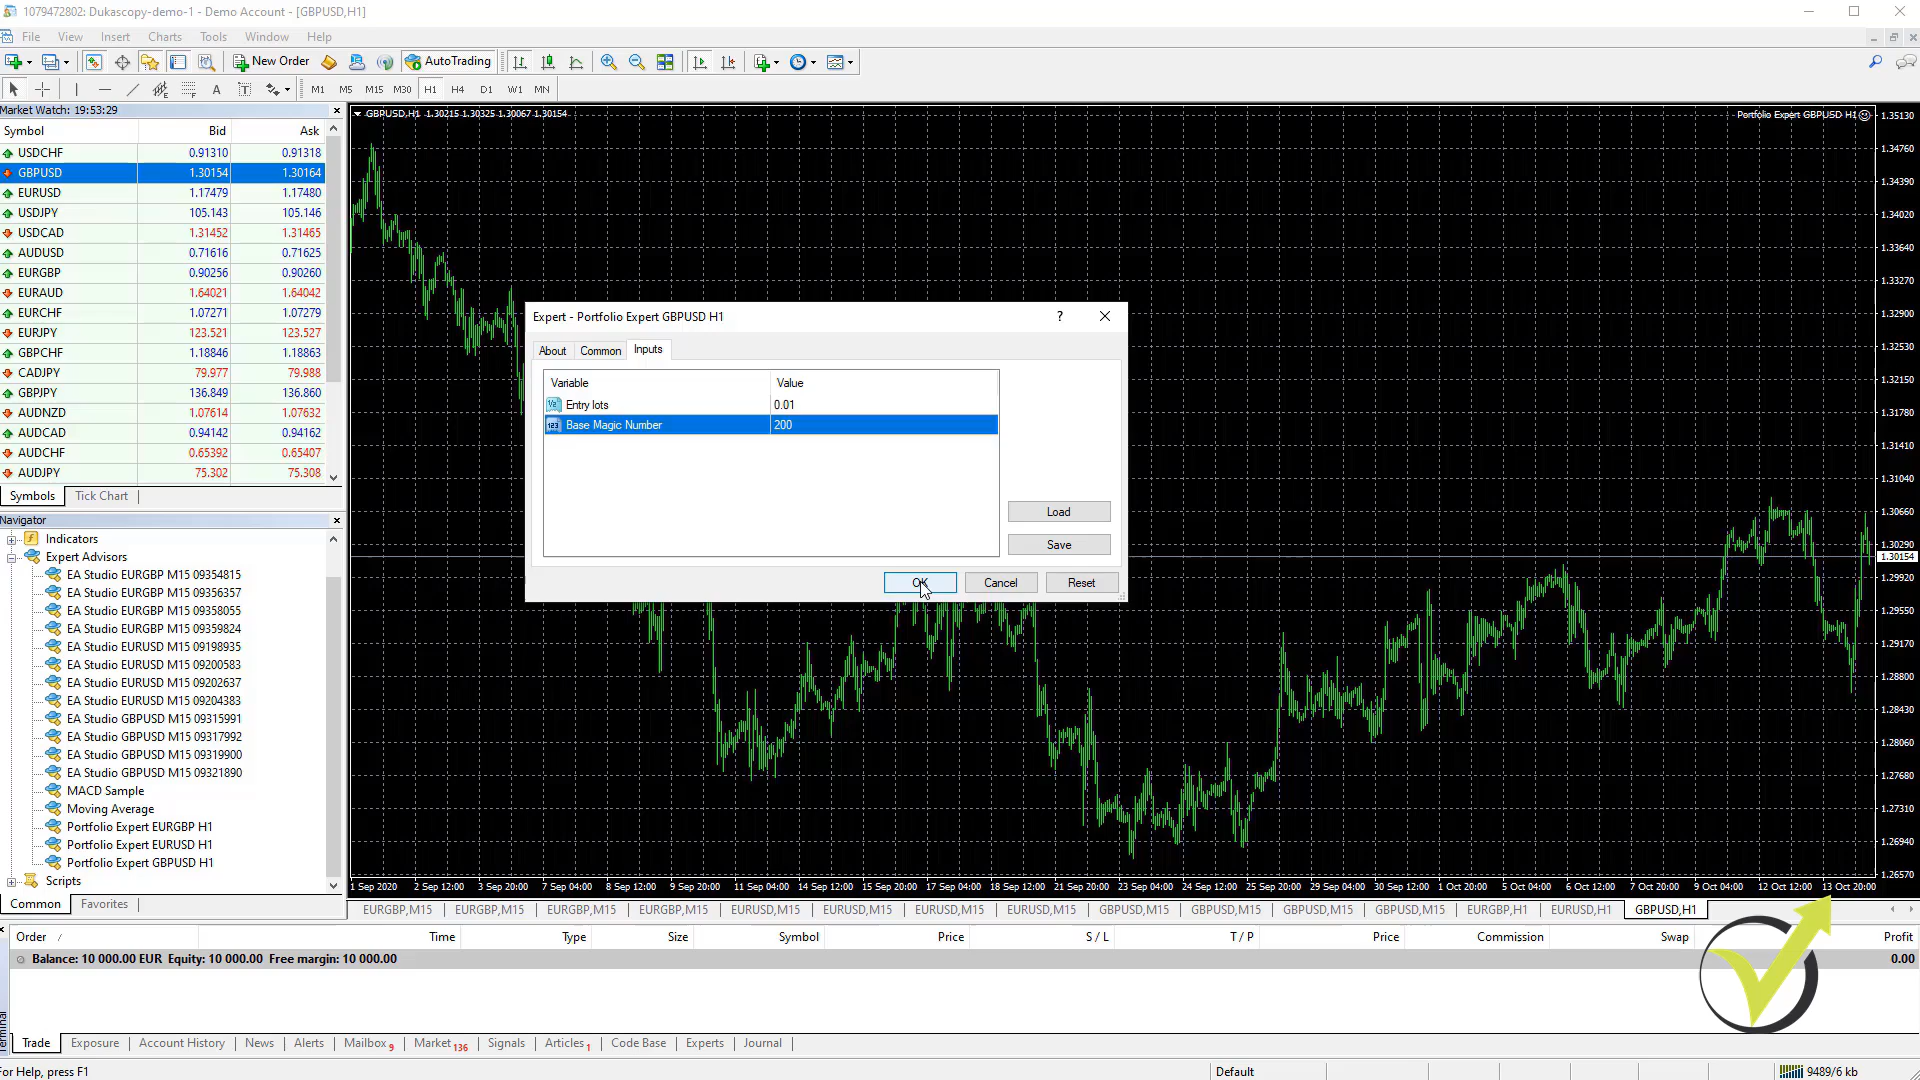 1079472802: Dukascopy-demo-1 - Demo Account - [GBPUSD,H1]
File View Insert Charts Tools Window Help
New Order AutoTrading
A T M1 M5 M15 M30 H1 H4 D1 W1 MN
Market Watch: 19:53:29
Symbol Bid Ask
USDCHF 0.91310 0.91318
GBPUSD 1.30154 1.30164
EURUSD 1.17479 1.17480
USDJPY 105.143 105.146
USDCAD 1.31452 1.31465
AUDUSD 0.71616 0.71625
EURGBP 0.90256 0.90260
EURAUD 1.64021 1.64042
EURCHF 1.07271 1.07279
EURJPY 123.521 123.527
GBPCHF 1.18846 1.18863
CADJPY 79.977 79.988
GBPJPY 136.849 136.860
AUDNZD 1.07614 1.07632
AUDCAD 0.94142 0.94162
AUDCHF 0.65392 0.65407
AUDJPY 75.302 75.308
Symbols Tick Chart
Navigator
Indicators
Expert Advisors
EA Studio EURGBP M15 09354815
EA Studio EURGBP M15 09356357
EA Studio EURGBP M15 09358055
EA Studio EURGBP M15 09359824
EA Studio EURUSD M15 09198935
EA Studio EURUSD M15 09200583
EA Studio EURUSD M15 09202637
EA Studio EURUSD M15 09204383
EA Studio GBPUSD M15 09315991
EA Studio GBPUSD M15 09317992
EA Studio GBPUSD M15 09319900
EA Studio GBPUSD M15 09321890
MACD Sample
Moving Average
Portfolio Expert EURGBP H1
Portfolio Expert EURUSD H1
Portfolio Expert GBPUSD H1
Scripts
Common Favorites
GBPUSD,H1 1.30215 1.30325 1.30067 1.30154
Portfolio Expert GBPUSD H1
1.35130
1.34760
1.34390
1.34020
1.33640
1.33270
1.32900
1.32530
1.32150
1.31780
1.31410
1.31040
1.30660
1.30290
1.30154
1.29920
1.29550
1.29170
1.28800
1.28430
1.28060
1.27680
1.27310
1.26940
1.26570
Expert - Portfolio Expert GBPUSD H1 ?
About Common Inputs
Variable Value
Entry lots 0.01
123 Base Magic Number 200
Load
Save
OK Cancel Reset
1 Sep 2020 2 Sep 12:00 3 Sep 20:00 7 Sep 04:00 8 Sep 12:00 9 Sep 20:00 11 Sep 04:00 14 Sep 12:00 15 Sep 20:00 17 Sep 04:00 18 Sep 12:00 21 Sep 20:00 23 Sep 04:00 24 Sep 12:00 25 Sep 20:00 29 Sep 04:00 30 Sep 12:00 1 Oct 20:00 5 Oct 04:00 6 Oct 12:00 7 Oct 20:00 9 Oct 04:00 12 Oct 12:00 13 Oct 20:00
EURGBP,M15 EURGBP,M15 EURGBP,M15 EURGBP,M15 EURUSD,M15 EURUSD,M15 EURUSD,M15 EURUSD,M15 GBPUSD,M15 GBPUSD,M15 GBPUSD,M15 GBPUSD,M15 EURGBP,H1 EURUSD,H1 GBPUSD,H1
Order Time Type Size Symbol Price S / L T / P Price Commission Swap Profit
Balance: 10 000.00 EUR Equity: 10 000.00 Free margin: 10 000.00 0.00
Terminal
Trade Exposure Account History News Alerts Mailbox 9 Market 136 Signals Articles 1 Code Base Experts Journal
For Help, press F1 Default 9489/6 kb